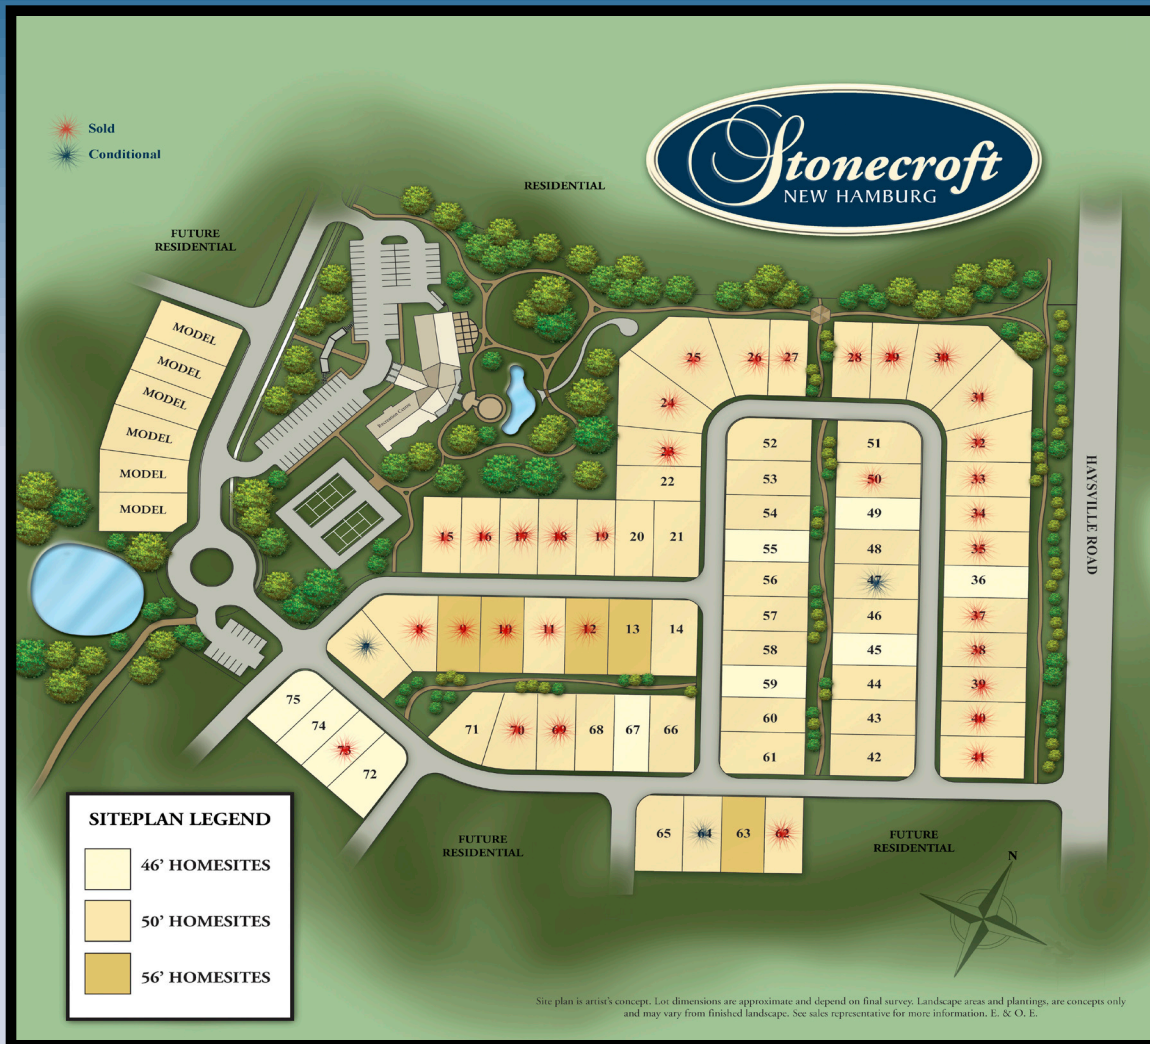 Sold
Conditional
Stonecroft
NEW HAMBURG
RESIDENTIAL
FUTURE
RESIDENTIAL
MODEL
MODEL
MODEL
MODEL
MODEL
MODEL
Recreation Centre
HAYSVILLE ROAD
25
26
27
28
29
30
24
31
23
32
22
33
34
35
36
37
38
39
40
41
52
53
54
55
56
57
58
59
60
61
51
50
49
48
47
46
45
44
43
42
15
16
17
18
19
20
21
8
9
10
11
12
13
14
75
74
73
72
71
70
69
68
67
66
65
64
63
62
FUTURE
RESIDENTIAL
FUTURE
RESIDENTIAL
N
SITEPLAN LEGEND
46’ HOMESITES
50’ HOMESITES
56’ HOMESITES
Site plan is artist’s concept. Lot dimensions are approximate and depend on final survey. Landscape areas and plantings, are concepts only
and may vary from finished landscape. See sales representative for more information. E. & O. E.